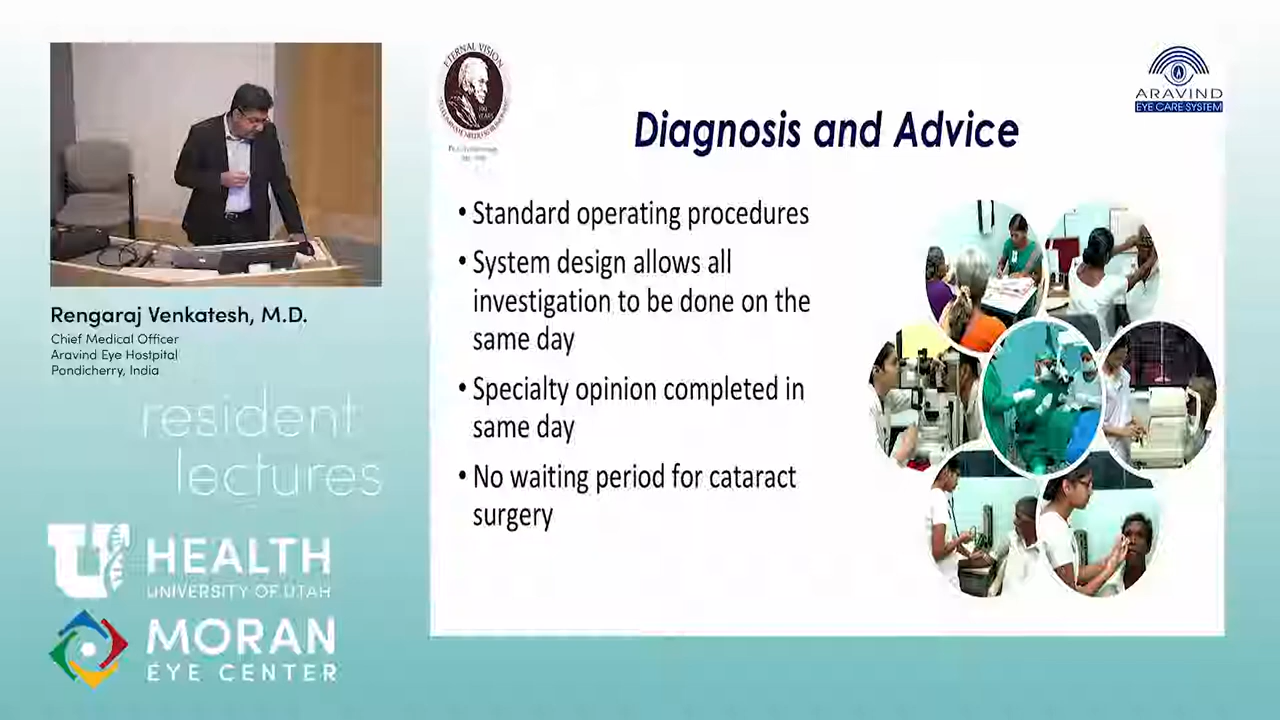 Rengaraj Venkatesh, M.D.
Chief Medical Officer
Aravind Eye Hostpital
Pondicherry, India
resident
lectures
U
HEALTH
UNIVERSITY OF UTAH
MORAN
EYE CENTER
ETERNAL VISION
100
YEARS
ARAVIND
EYE CARE SYSTEM
Diagnosis and Advice
• Standard operating procedures
• System design allows all
investigation to be done on the
same day
• Specialty opinion completed in
same day
• No waiting period for cataract
surgery